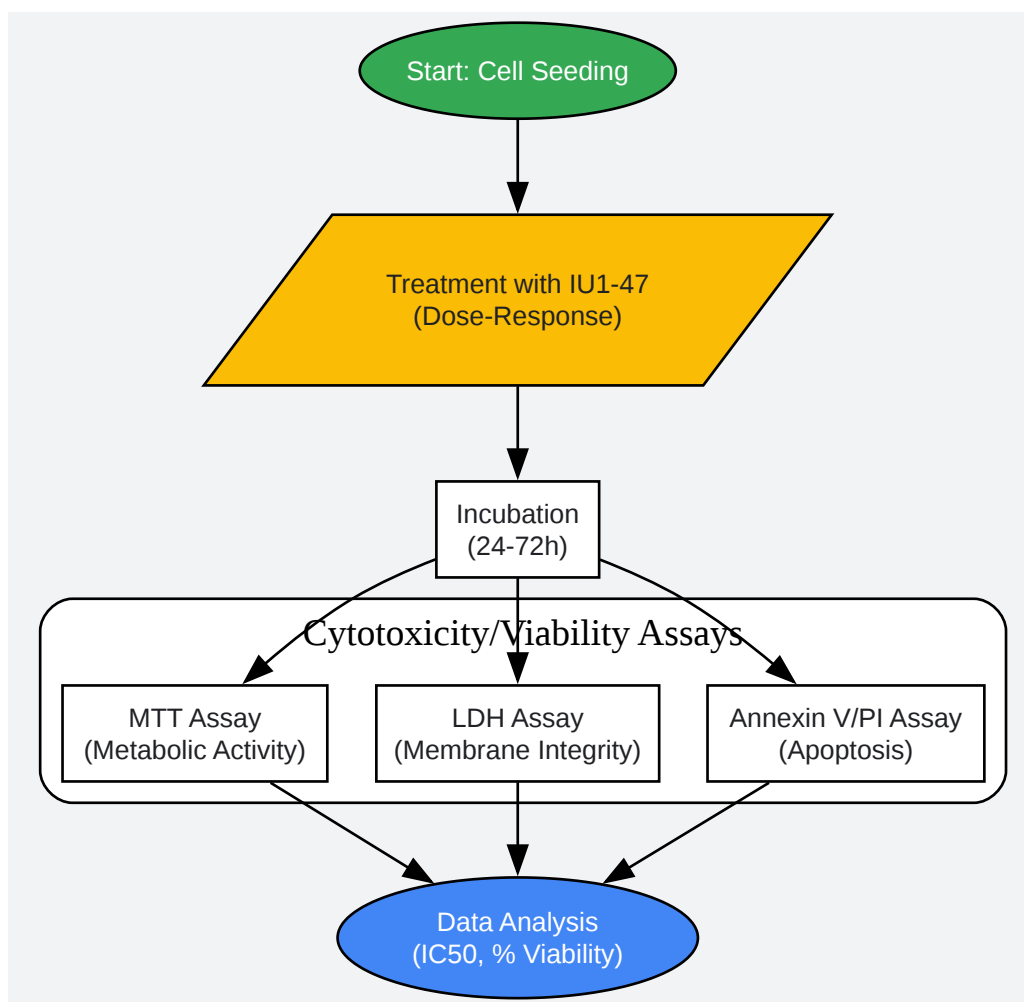 Start: Cell Seeding
Treatment with IU1-47
(Dose-Response)
Incubation
(24-72h)
Cytotoxicity/Viability Assays
MTT Assay
(Metabolic Activity)
LDH Assay
(Membrane Integrity)
Annexin V/PI Assay
(Apoptosis)
Data Analysis
(IC50, % Viability)